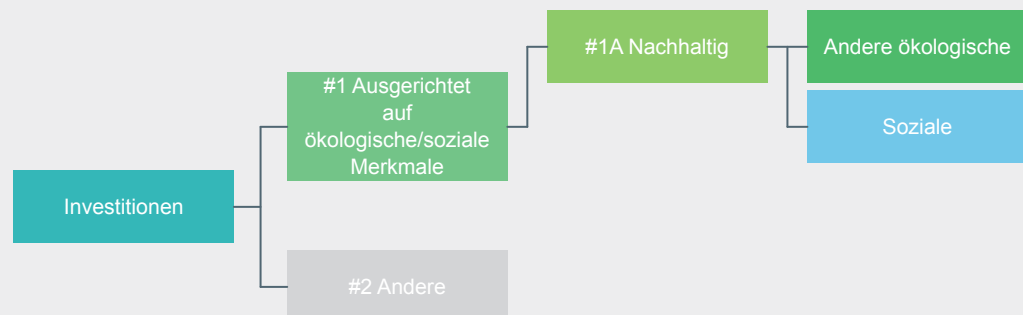 #1A Nachhaltig
Andere ökologische
#1 Ausgerichtet
auf
ökologische/soziale
Merkmale
Soziale
Investitionen
#2 Andere